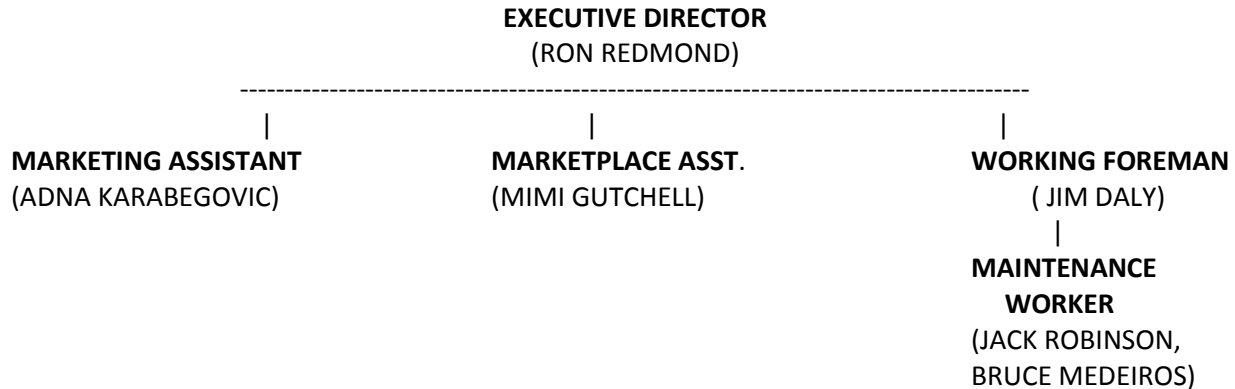 EXECUTIVE DIRECTOR
(RON REDMOND)
----------------------------------------------------------------------------------------
| | |
MARKETING ASSISTANT MARKETPLACE ASST. WORKING FOREMAN
(ADNA KARABEGOVIC) (MIMI GUTCHELL) ( JIM DALY)
|
MAINTENANCE
WORKER
(JACK ROBINSON,
BRUCE MEDEIROS)